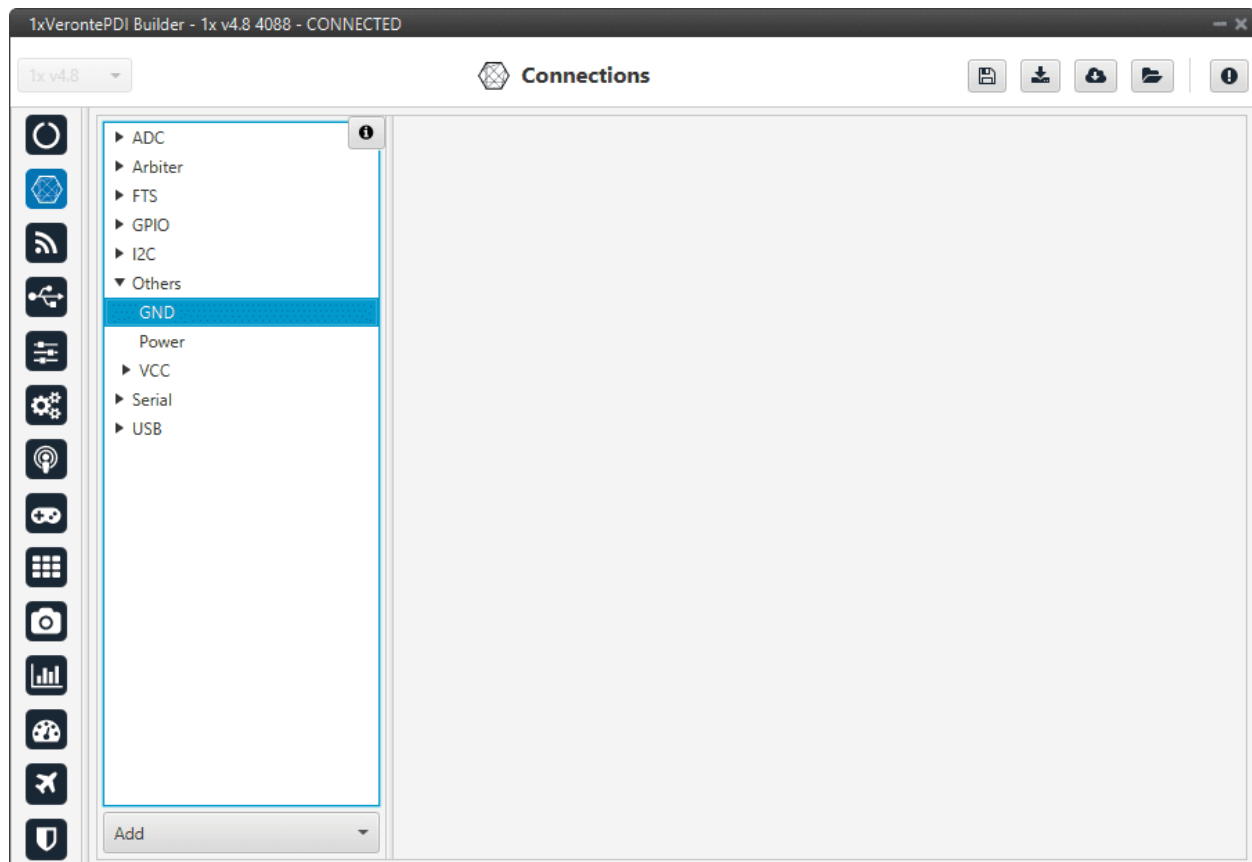 1xVerontePDI Builder - 1x v4.8 4088 - CONNECTED
1x v4.8
Connections
ADC
Arbiter
FTS
GPIO
I2C
Others
GND
Power
VCC
Serial
USB
Add